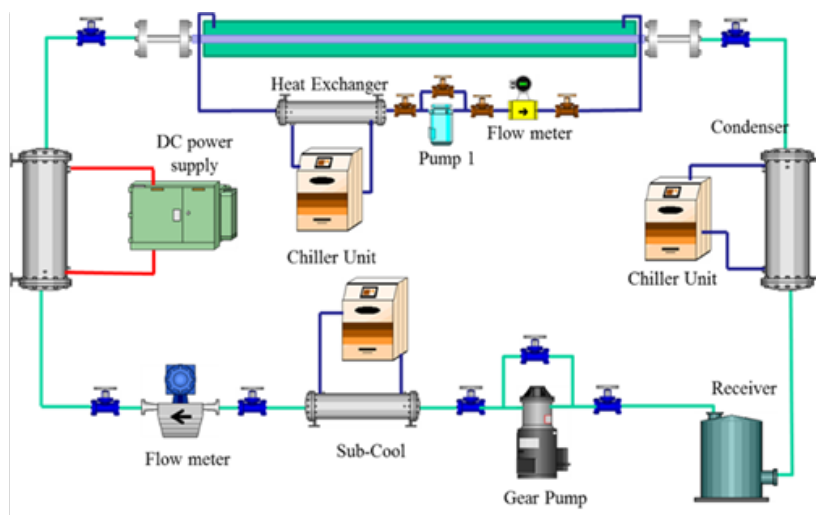 Heat Exchanger
DC power
supply
Pump 1
Flow meter
Condenser
Chiller Unit
Chiller Unit
Receiver
Flow meter
Sub-Cool
Gear Pump